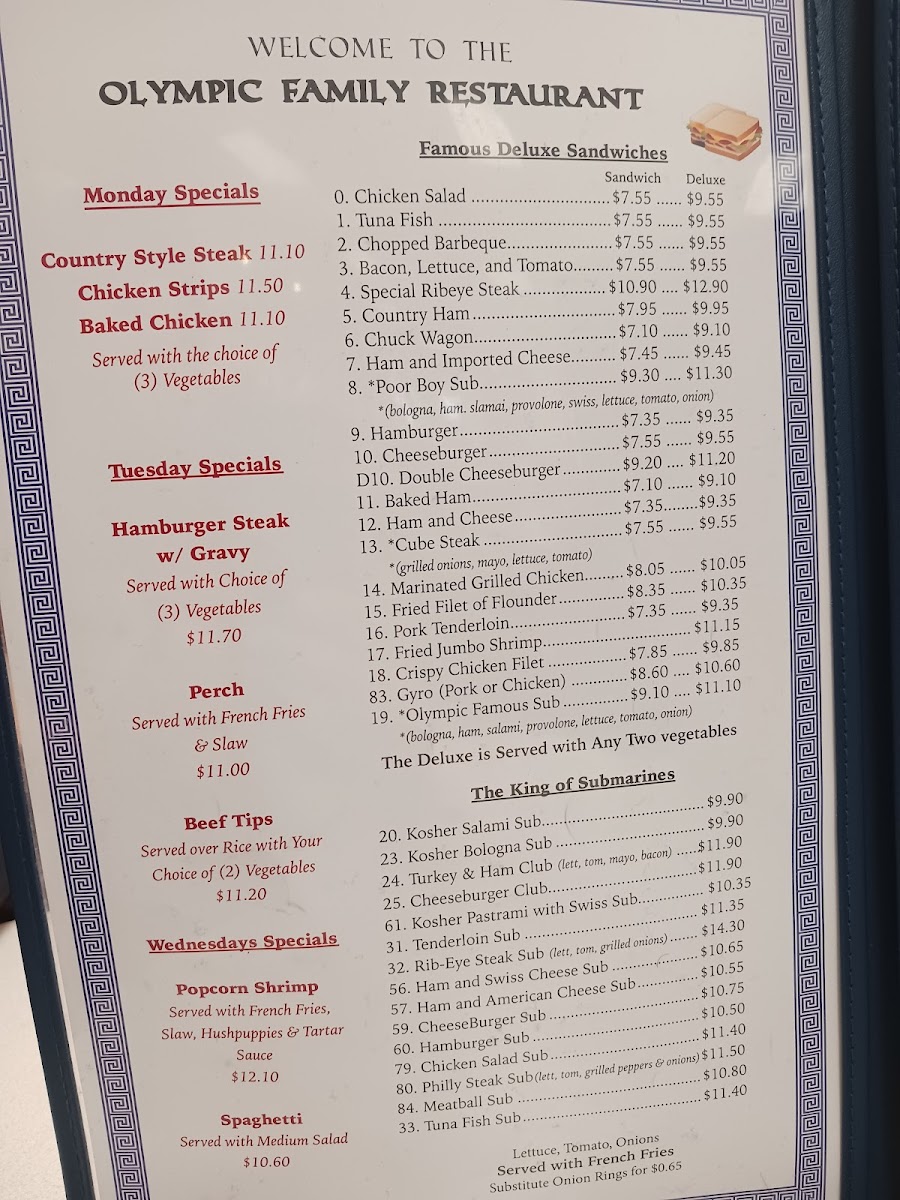 WELCOME TO THE
OLYMPIC FAMILY RESTAURANT
Monday Specials
Country Style Steak 11.10
Chicken Strips 11.50
Baked Chicken 11.10
Served with the choice of
(3) Vegetables
Tuesday Specials
Hamburger Steak
w/ Gravy
Served with Choice of
(3) Vegetables
$11.70
Perch
Served with French Fries
& Slaw
$11.00
Beef Tips
Served over Rice with Your
Choice of (2) Vegetables
$11.20
Wednesdays Specials
Popcorn Shrimp
Served with French Fries,
Slaw, Hushpuppies & Tartar
Sauce
$12.10
Spaghetti
Served with Medium Salad
$10.60
Famous Deluxe Sandwiches
Sandwich Deluxe
0. Chicken Salad ................................ $7.55 ...... $9.55
1. Tuna Fish ........................................ $7.55 ...... $9.55
2. Chopped Barbeque........................ $7.55 ...... $9.55
3. Bacon, Lettuce, and Tomato......... $7.55 ...... $9.55
4. Special Ribeye Steak ................... $10.90 .... $12.90
5. Country Ham................................. $7.95 ...... $9.95
6. Chuck Wagon................................. $7.10 ...... $9.10
7. Ham and Imported Cheese.......... $7.45 ...... $9.45
8. *Poor Boy Sub................................ $9.30 .... $11.30
*(bologna, ham. slamai, provolone, swiss, lettuce, tomato, onion)
9. Hamburger..................................... $7.35 ...... $9.35
10. Cheeseburger............................... $7.55 ...... $9.55
D10. Double Cheeseburger............. $9.20 .... $11.20
11. Baked Ham................................... $7.10 ...... $9.10
12. Ham and Cheese......................... $7.35........$9.35
13. *Cube Steak ................................ $7.55 ...... $9.55
*(grilled onions, mayo, lettuce, tomato)
14. Marinated Grilled Chicken......... $8.05 ...... $10.05
15. Fried Filet of Flounder............... $8.35 ...... $10.35
16. Pork Tenderloin.......................... $7.35 ...... $9.35
17. Fried Jumbo Shrimp.................................. $11.15
18. Crispy Chicken Filet .................. $7.85 ...... $9.85
83. Gyro (Pork or Chicken) ............. $8.60 .... $10.60
19. *Olympic Famous Sub ............... $9.10 .... $11.10
*(bologna, ham, salami, provolone, lettuce, tomato, onion)
The Deluxe is Served with Any Two vegetables
The King of Submarines
20. Kosher Salami Sub..................................... $9.90
23. Kosher Bologna Sub .................................. $9.90
24. Turkey & Ham Club (lett, tom, mayo, bacon) ..... $11.90
25. Cheeseburger Club................................... $11.90
61. Kosher Pastrami with Swiss Sub................ $10.35
31. Tenderloin Sub ....................................... $11.35
32. Rib-Eye Steak Sub (lett, tom, grilled onions) ....... $14.30
56. Ham and Swiss Cheese Sub ..................... $10.65
57. Ham and American Cheese Sub............... $10.55
59. CheeseBurger Sub ................................... $10.75
60. Hamburger Sub ....................................... $10.50
79. Chicken Salad Sub.................................... $11.40
80. Philly Steak Sub(lett, tom, grilled peppers & onions) $11.50
84. Meatball Sub ............................................ $10.80
33. Tuna Fish Sub........................................... $11.40
Lettuce, Tomato, Onions
Served with French Fries
Substitute Onion Rings for $0.65